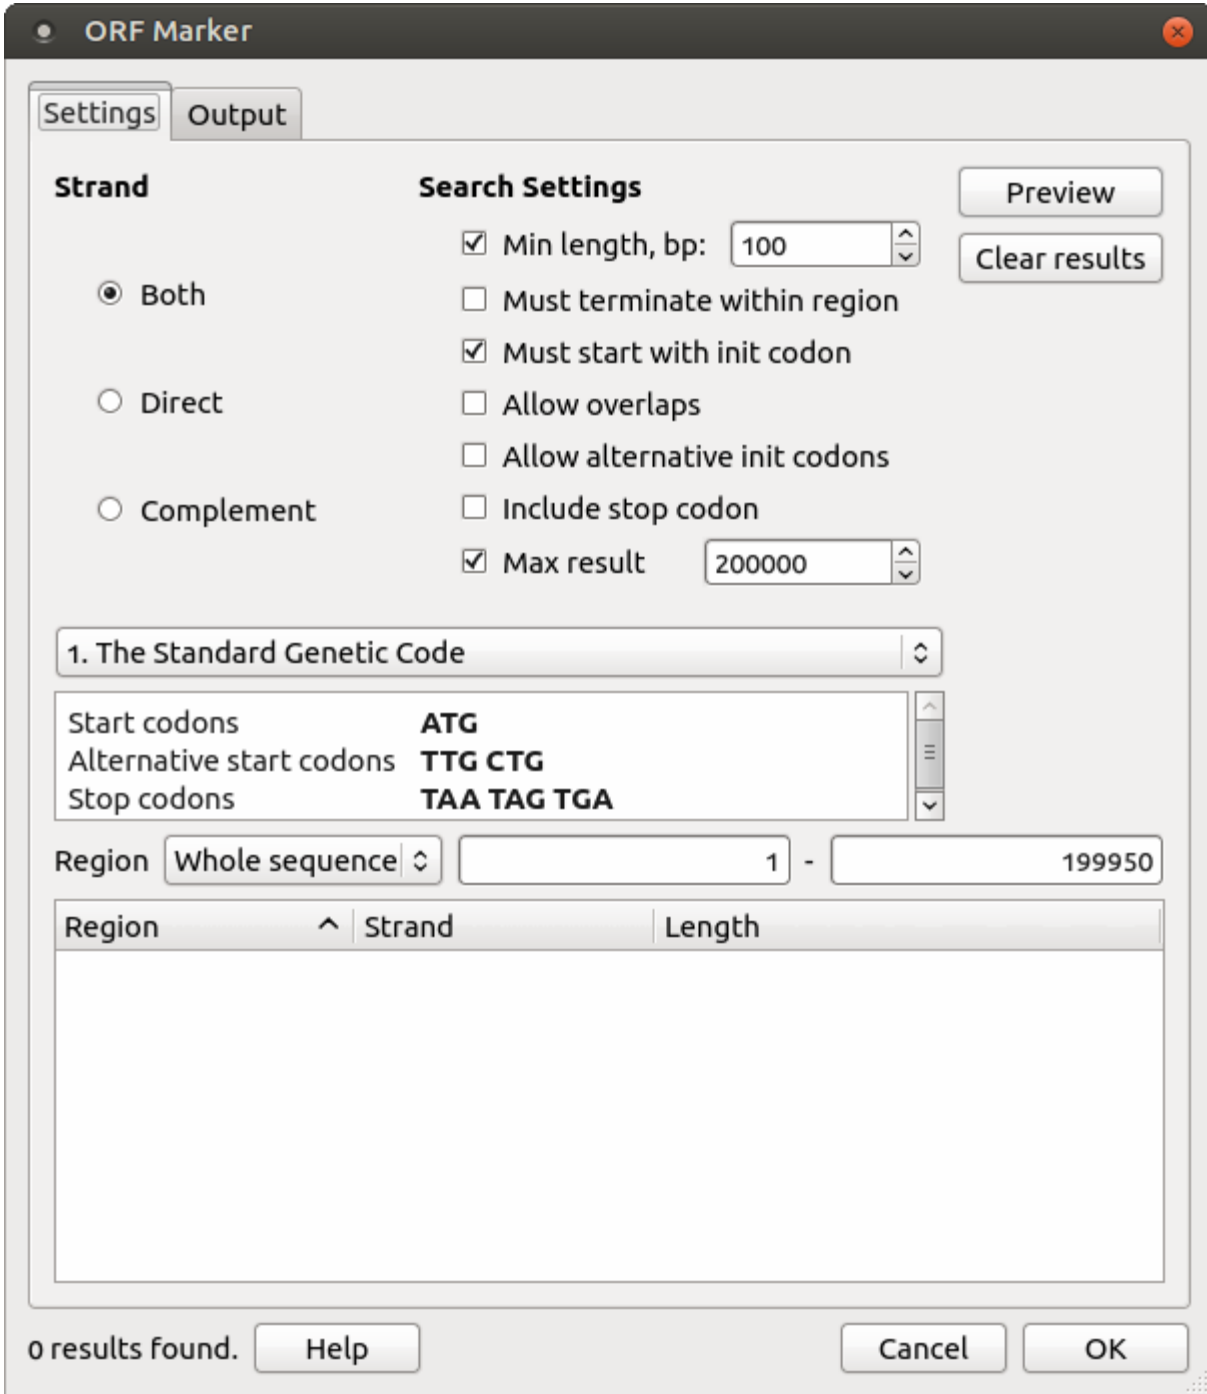 ORF Marker
Settings Output
Strand Search Settings Preview
Min length, bp: 100
Clear results
Both
Must terminate within region
Must start with init codon
Direct
Allow overlaps
Allow alternative init codons
Complement
Include stop codon
Max result 200000
1. The Standard Genetic Code
Start codons ATG
Alternative start codons TTG CTG
Stop codons TAA TAG TGA
Region Whole sequence 1 - 199950
Region Strand Length
0 results found. Help Cancel OK